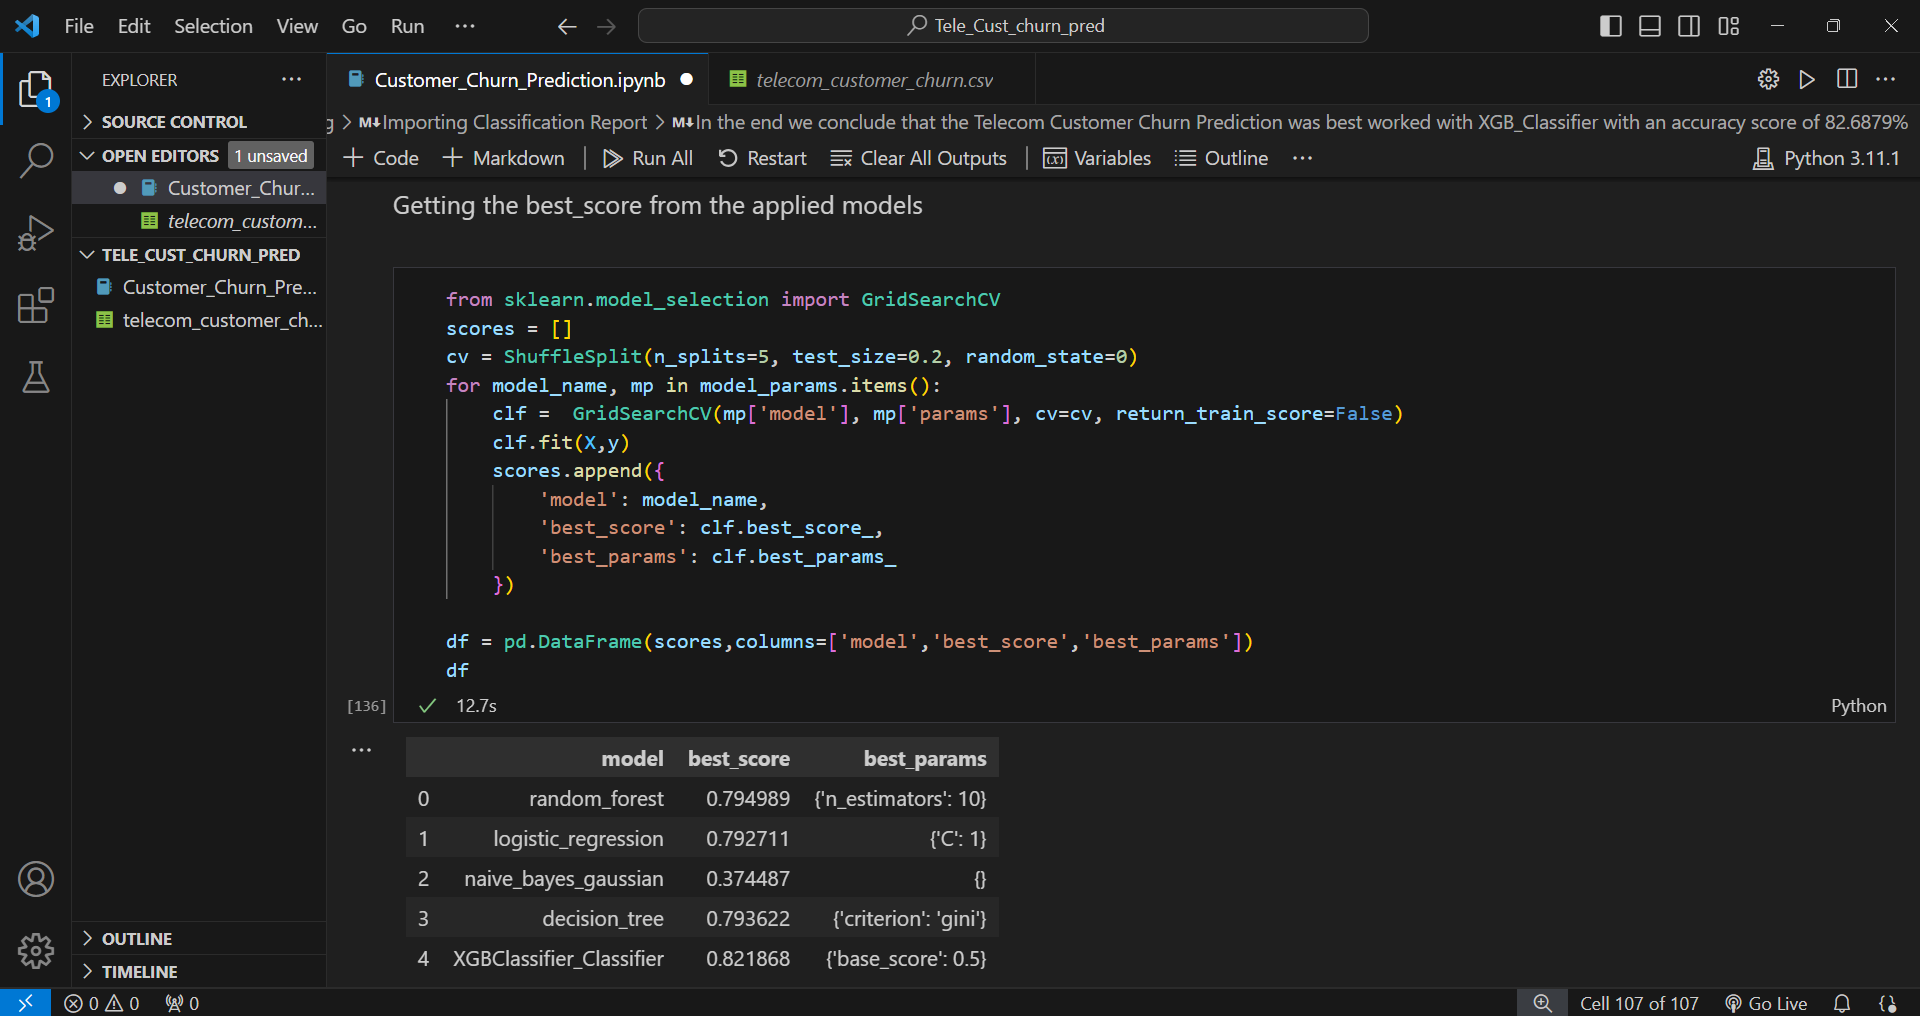 File Edit Selection View Go Run ···
Tele_Cust_churn_pred
1
EXPLORER ···
SOURCE CONTROL
OPEN EDITORS 1 unsaved
Customer_Chur...
telecom_custom...
TELE_CUST_CHURN_PRED
Customer_Churn_Pre...
telecom_customer_ch...
OUTLINE
TIMELINE
Customer_Churn_Prediction.ipynb
telecom_customer_churn.csv
g > M↓Importing Classification Report > M↓In the end we conclude that the Telecom Customer Churn Prediction was best worked with XGB_Classifier with an accuracy score of 82.6879%
+ Code + Markdown | Run All Restart Clear All Outputs | Variables Outline ···
Python 3.11.1
Getting the best_score from the applied models
from sklearn.model_selection import GridSearchCV
scores = []
cv = ShuffleSplit(n_splits=5, test_size=0.2, random_state=0)
for model_name, mp in model_params.items():
    clf =  GridSearchCV(mp['model'], mp['params'], cv=cv, return_train_score=False)
    clf.fit(X,y)
    scores.append({
        'model': model_name,
        'best_score': clf.best_score_,
        'best_params': clf.best_params_
    })
df = pd.DataFrame(scores,columns=['model','best_score','best_params'])
df
[136] ✓ 12.7s Python
···
model best_score best_params
0 random_forest 0.794989 {'n_estimators': 10}
1 logistic_regression 0.792711 {'C': 1}
2 naive_bayes_gaussian 0.374487 {}
3 decision_tree 0.793622 {'criterion': 'gini'}
4 XGBClassifier_Classifier 0.821868 {'base_score': 0.5}
0 0 0
Cell 107 of 107 Go Live